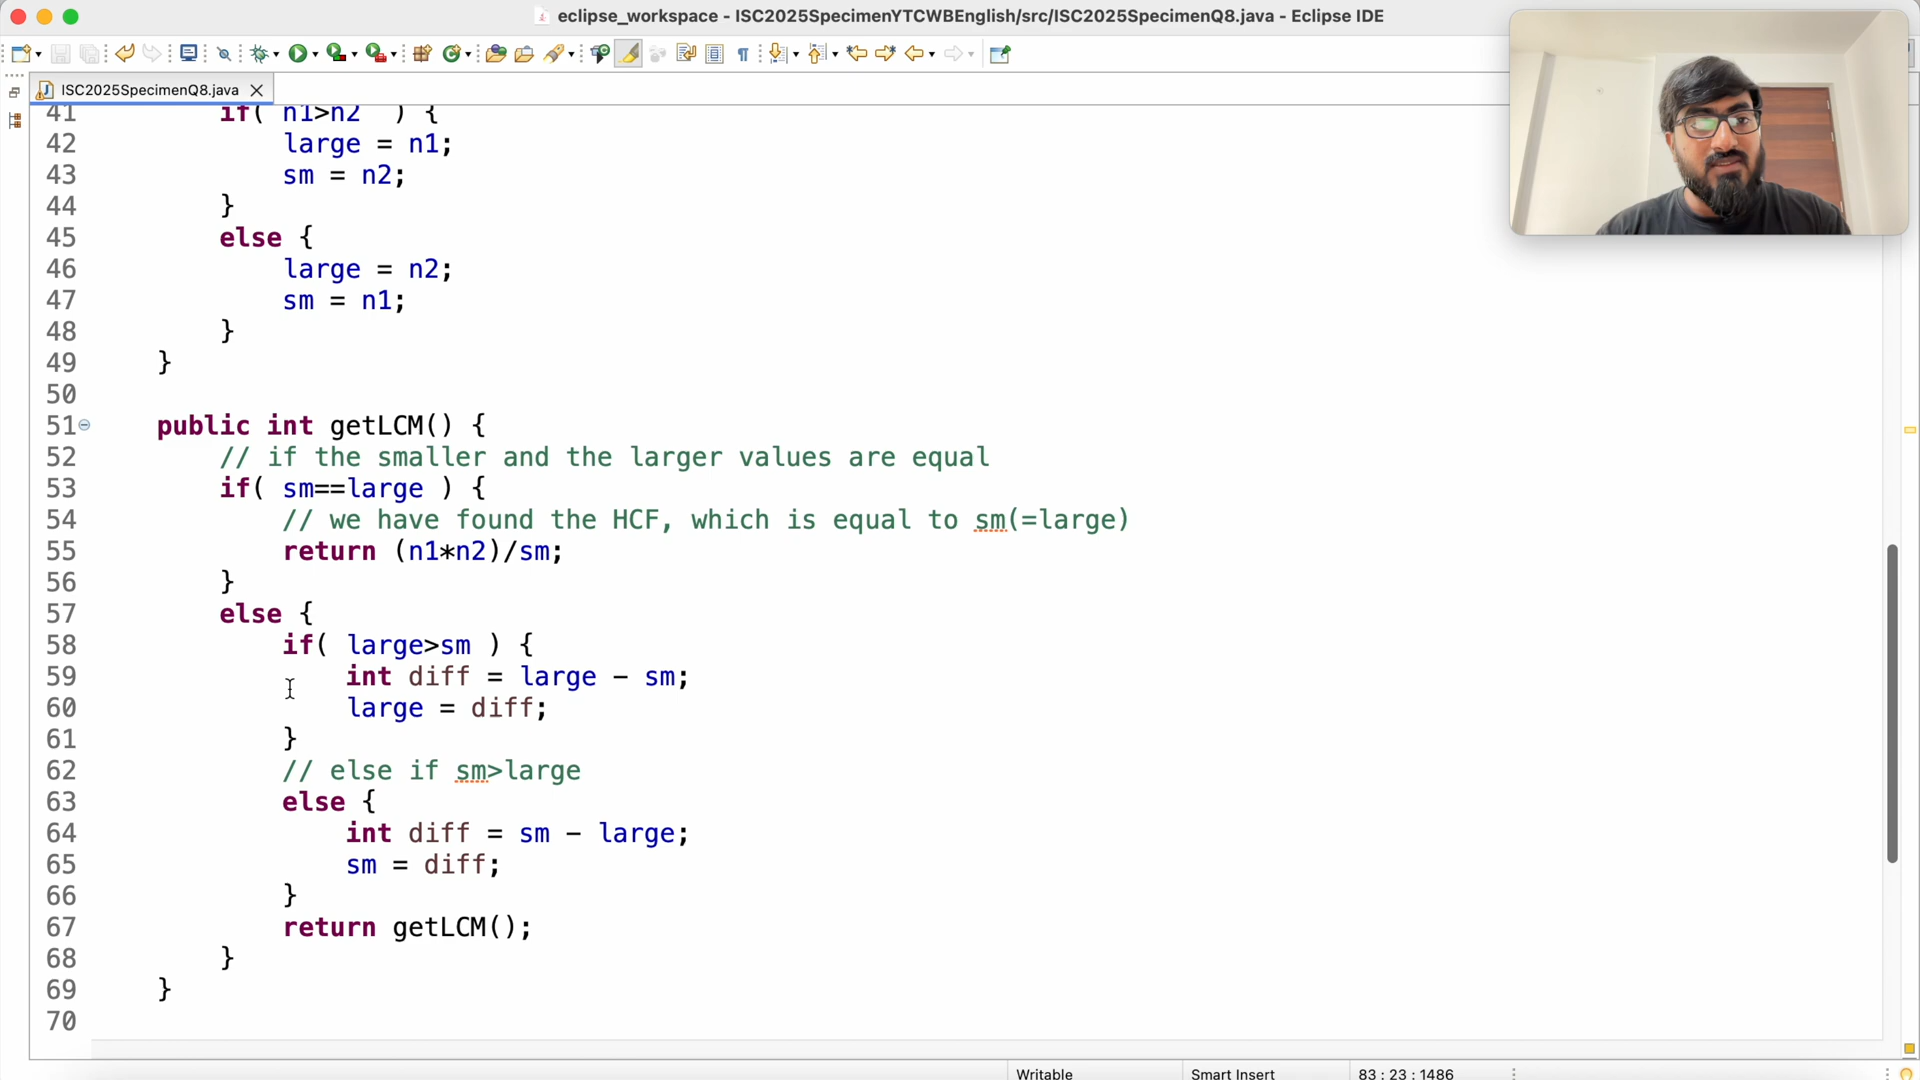 eclipse_workspace - ISC2025SpecimenYTCWBEnglish/src/ISC2025SpecimenQ8.java - Eclipse IDE
ISC2025SpecimenQ8.java
41 if( n1>n2 ) {
42 large = n1;
43 sm = n2;
44 }
45 else {
46 large = n2;
47 sm = n1;
48 }
49 }
50
51 public int getLCM() {
52 // if the smaller and the larger values are equal
53 if( sm==large ) {
54 // we have found the HCF, which is equal to sm(=large)
55 return (n1*n2)/sm;
56 }
57 else {
58 if( large>sm ) {
59 int diff = large - sm;
60 large = diff;
61 }
62 // else if sm>large
63 else {
64 int diff = sm - large;
65 sm = diff;
66 }
67 return getLCM();
68 }
69 }
70
Writable Smart Insert 83 : 23 : 1486